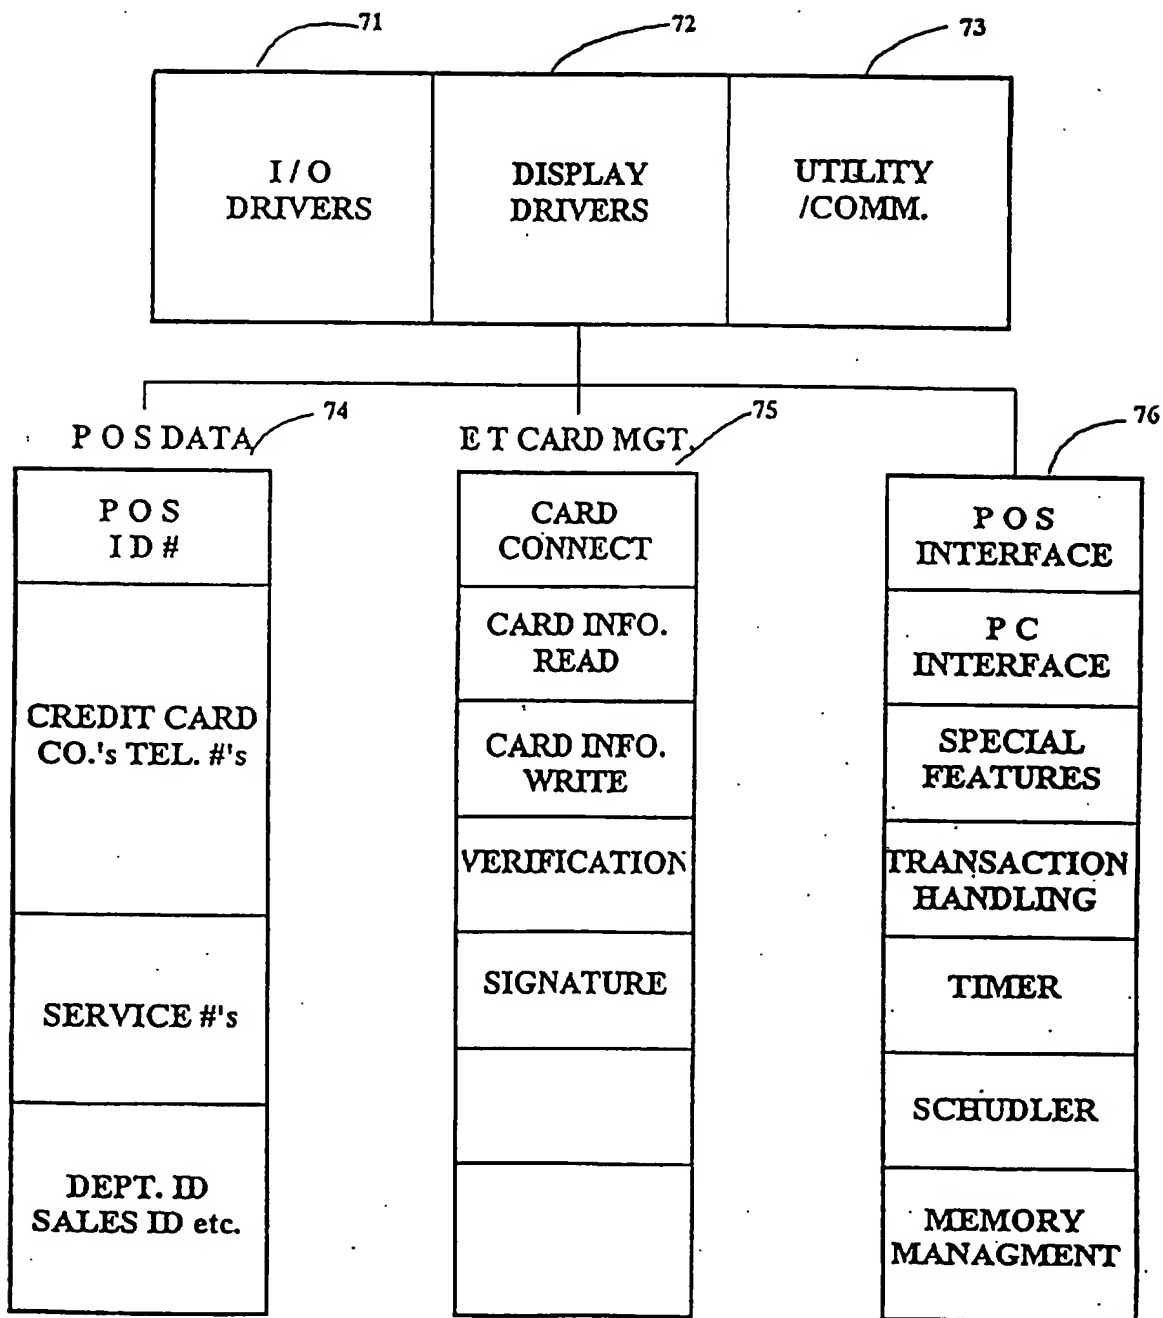 71
72
73
I / O
DRIVERS
DISPLAY
DRIVERS
UTILITY
/COMM.
74
75
76
P O S DATA
P O S
I D #
CREDIT CARD
CO.'s TEL. #'s
SERVICE #'s
DEPT. ID
SALES ID etc.
E T CARD MGT.
CARD
CONNECT
CARD INFO.
READ
CARD INFO.
WRITE
VERIFICATION
SIGNATURE
P O S
INTERFACE
P C
INTERFACE
SPECIAL
FEATURES
TRANSACTION
HANDLING
TIMER
SCHUDLER
MEMORY
MANAGMENT